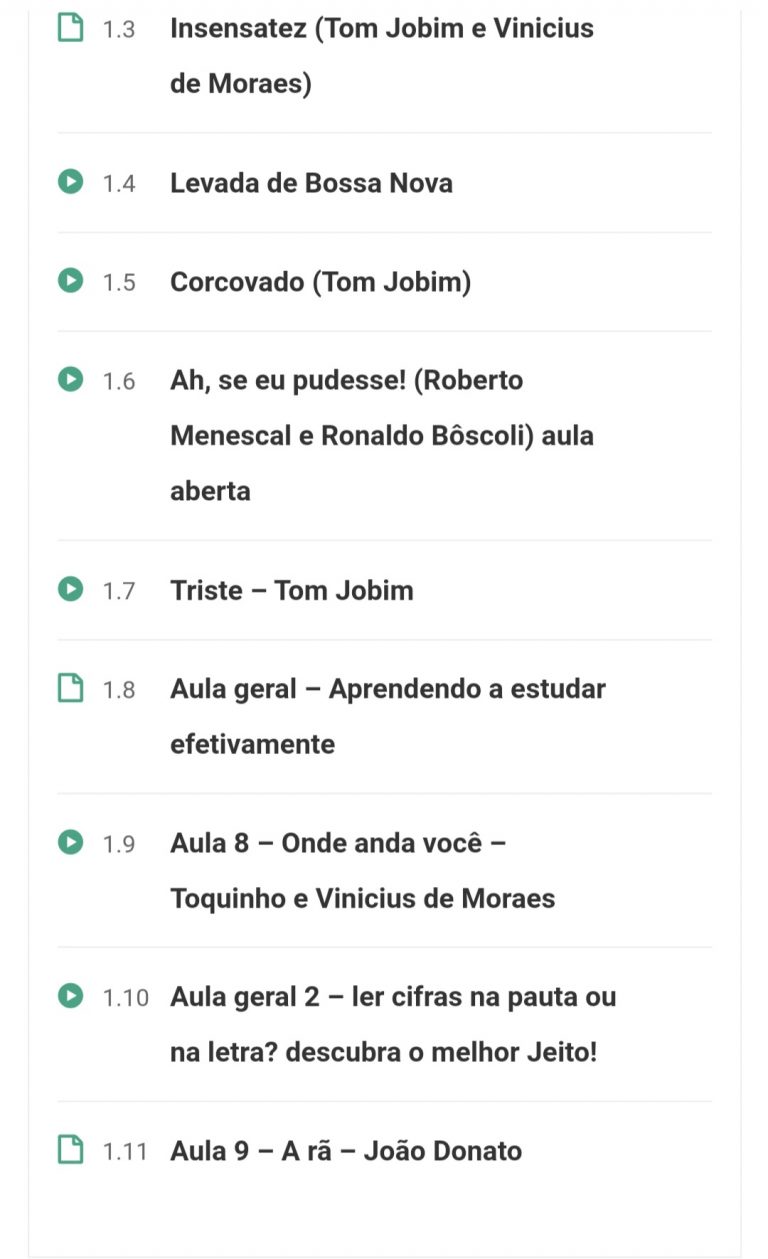 1.3 Insensatez (Tom Jobim e Vinicius
de Moraes)
1.4 Levada de Bossa Nova
1.5 Corcovado (Tom Jobim)
1.6 Ah, se eu pudesse! (Roberto
Menescal e Ronaldo Bôscoli) aula
aberta
1.7 Triste – Tom Jobim
1.8 Aula geral – Aprendendo a estudar
efetivamente
1.9 Aula 8 – Onde anda você –
Toquinho e Vinicius de Moraes
1.10 Aula geral 2 – ler cifras na pauta ou
na letra? descubra o melhor Jeito!
1.11 Aula 9 – A rã – João Donato